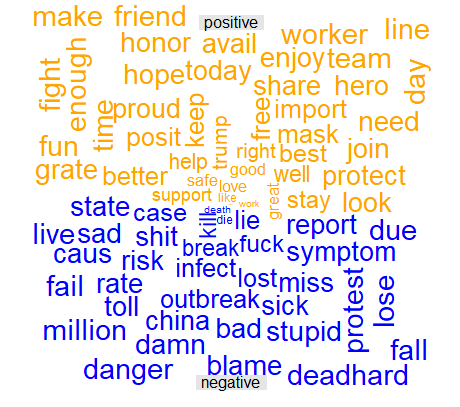 make friend positive
honor avail worker line
fight enough hope today enjoy team day
share hero
time proud keep free import need
posit trump mask
fun help right best join
grate better safe good well protect
support love like work great stay look
state case kill death die lie report due
live sad shit break fuck symptom
caus risk infect lost miss
fail rate outbreak sick protest lose
toll china
million bad stupid
damn fall
danger blame deadhard
negative